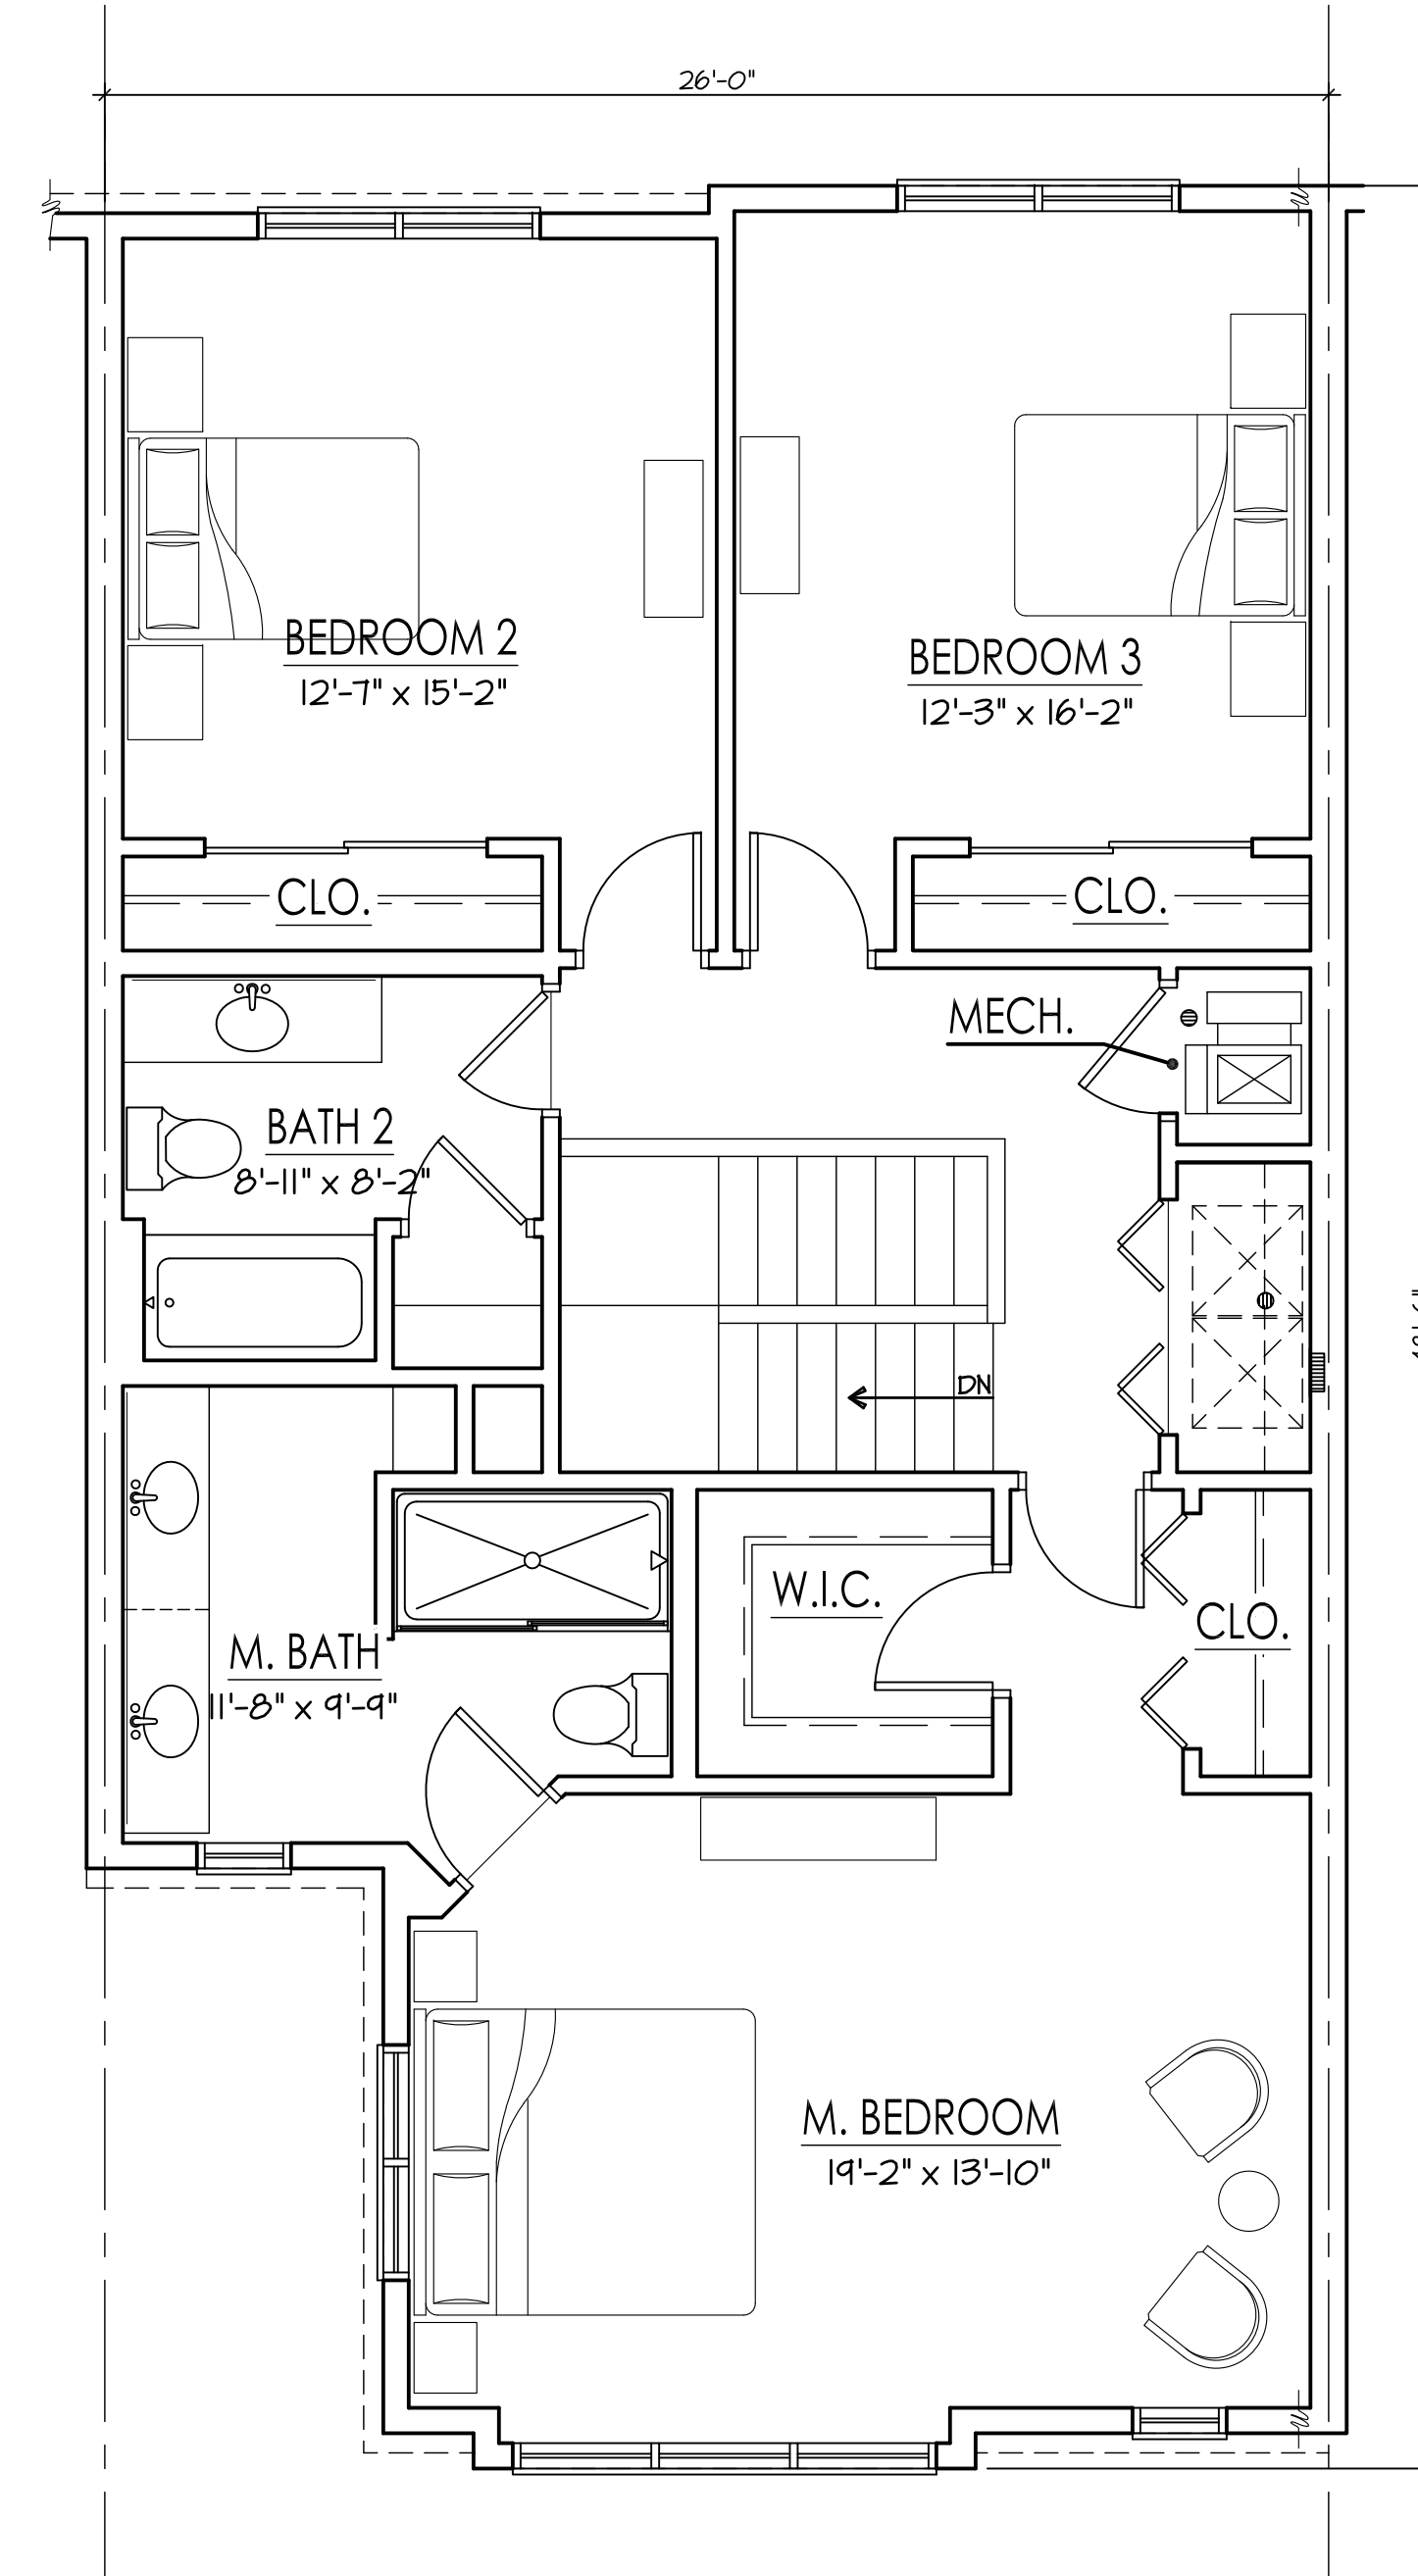 26'-0"
BEDROOM 2
12'-7" x 15'-2"
BEDROOM 3
12'-3" x 16'-2"
CLO.
CLO.
MECH.
BATH 2
8'-11" x 8'-2"
DN
W.I.C.
CLO.
M. BATH
11'-8" x 9'-9"
M. BEDROOM
19'-2" x 13'-10"